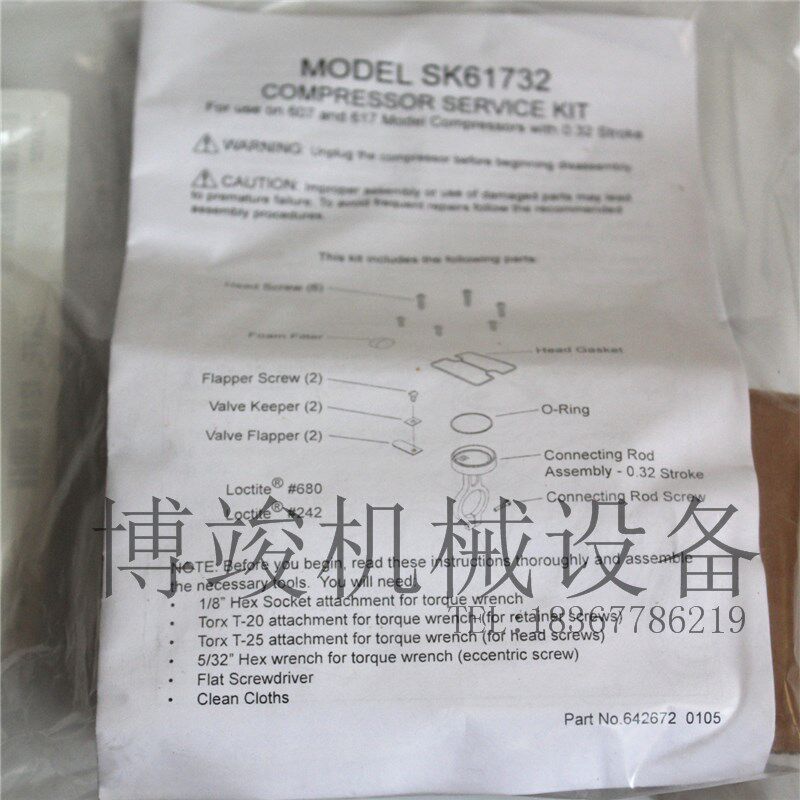 MODEL SK61732
COMPRESSOR SERVICE KIT
For use on 607 and 617 Model Compressors with 0.32 Stroke
WARNING: Unplug the compressor before beginning disassembly.
CAUTION: Improper assembly or use of damaged parts may lead
to premature failure. To avoid frequent repairs follow the recommended
assembly procedures.
This kit includes the following parts:
Head Screw (6)
Foam Filter
Head Gasket
Flapper Screw (2)
Valve Keeper (2)
O-Ring
Valve Flapper (2)
Connecting Rod
Assembly - 0.32 Stroke
Loctite® #680
Connecting Rod Screw
Loctite® #242
博竣机械设备
NOTE: Before you begin, read these instructions thoroughly and assemble
the necessary tools. You will need:
• 1/8" Hex Socket attachment for torque wrench
• Torx T-20 attachment for torque wrench (for retainer screws)
TEL:18367786219
• Torx T-25 attachment for torque wrench (for head screws)
• 5/32" Hex wrench for torque wrench (eccentric screw)
• Flat Screwdriver
• Clean Cloths
Part No.642672 0105